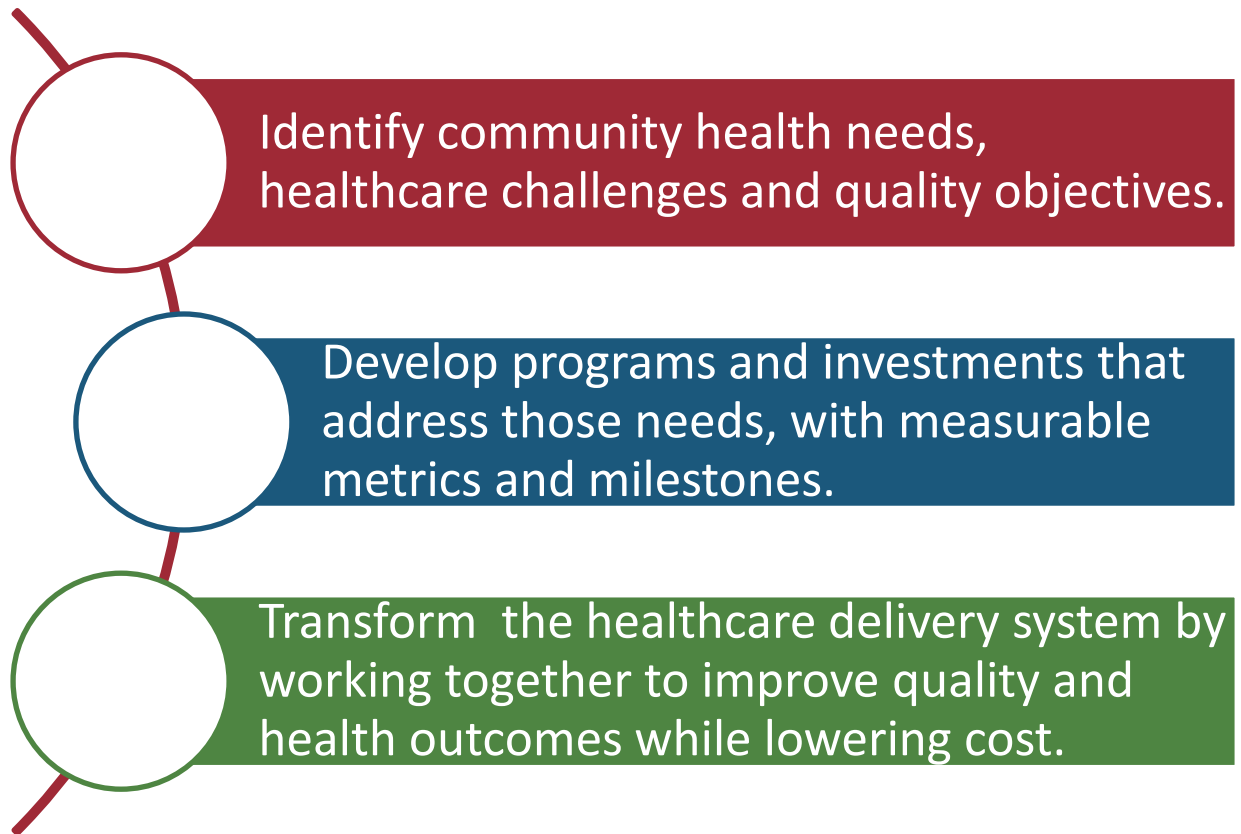 Identify community health needs,
healthcare challenges and quality objectives.
Develop programs and investments that
address those needs, with measurable
metrics and milestones.
Transform  the healthcare delivery system by
working together to improve quality and
health outcomes while lowering cost.